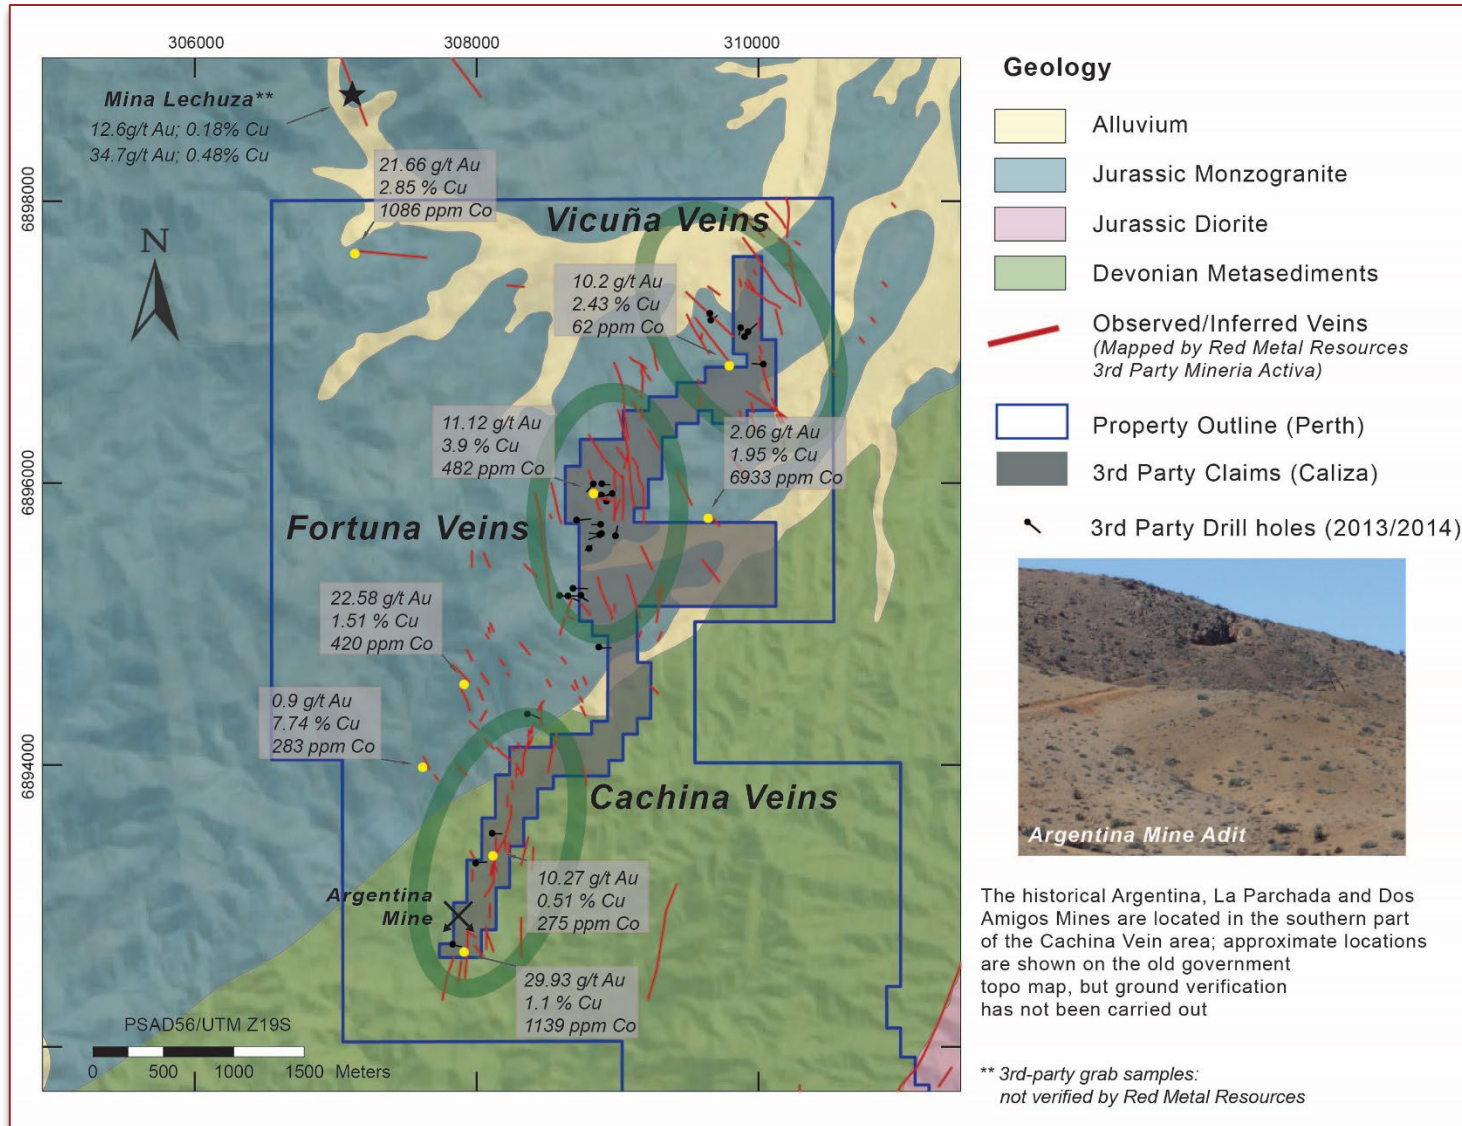 306000
308000
310000
6898000
6896000
6894000
Mina Lechuza**
12.6g/t Au; 0.18% Cu
34.7g/t Au; 0.48% Cu
21.66 g/t Au
2.85 % Cu
1086 ppm Co
N
Vicuña Veins
10.2 g/t Au
2.43 % Cu
62 ppm Co
11.12 g/t Au
3.9 % Cu
482 ppm Co
2.06 g/t Au
1.95 % Cu
6933 ppm Co
Fortuna Veins
22.58 g/t Au
1.51 % Cu
420 ppm Co
0.9 g/t Au
7.74 % Cu
283 ppm Co
Cachina Veins
Argentina
Mine
10.27 g/t Au
0.51 % Cu
275 ppm Co
29.93 g/t Au
1.1 % Cu
1139 ppm Co
PSAD56/UTM Z19S
0 500 1000 1500 Meters
Geology
Alluvium
Jurassic Monzogranite
Jurassic Diorite
Devonian Metasediments
Observed/Inferred Veins
(Mapped by Red Metal Resources
3rd Party Mineria Activa)
Property Outline (Perth)
3rd Party Claims (Caliza)
3rd Party Drill holes (2013/2014)
Argentina Mine Adit
The historical Argentina, La Parchada and Dos
Amigos Mines are located in the southern part
of the Cachina Vein area; approximate locations
are shown on the old government
topo map, but ground verification
has not been carried out
** 3rd-party grab samples:
not verified by Red Metal Resources